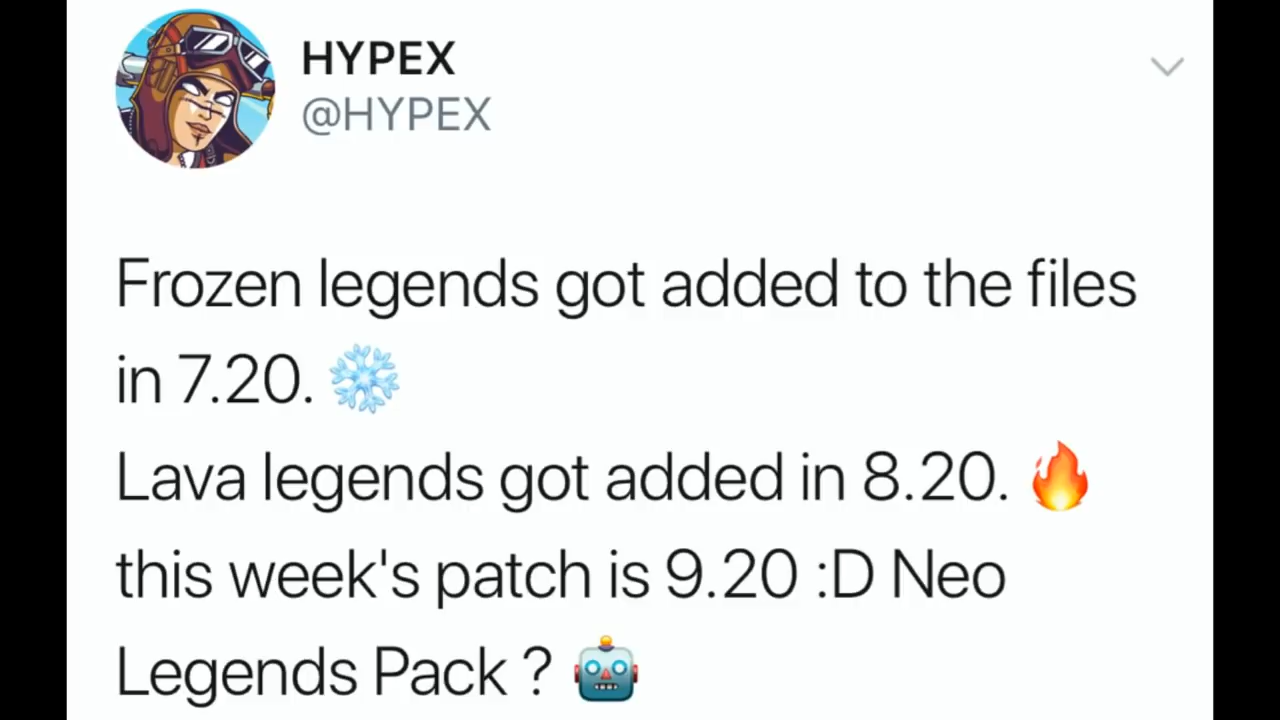 HYPEX
@HYPEX
Frozen legends got added to the files
in 7.20. ❄️
Lava legends got added in 8.20. 🔥
this week's patch is 9.20 :D Neo
Legends Pack ? 🤖